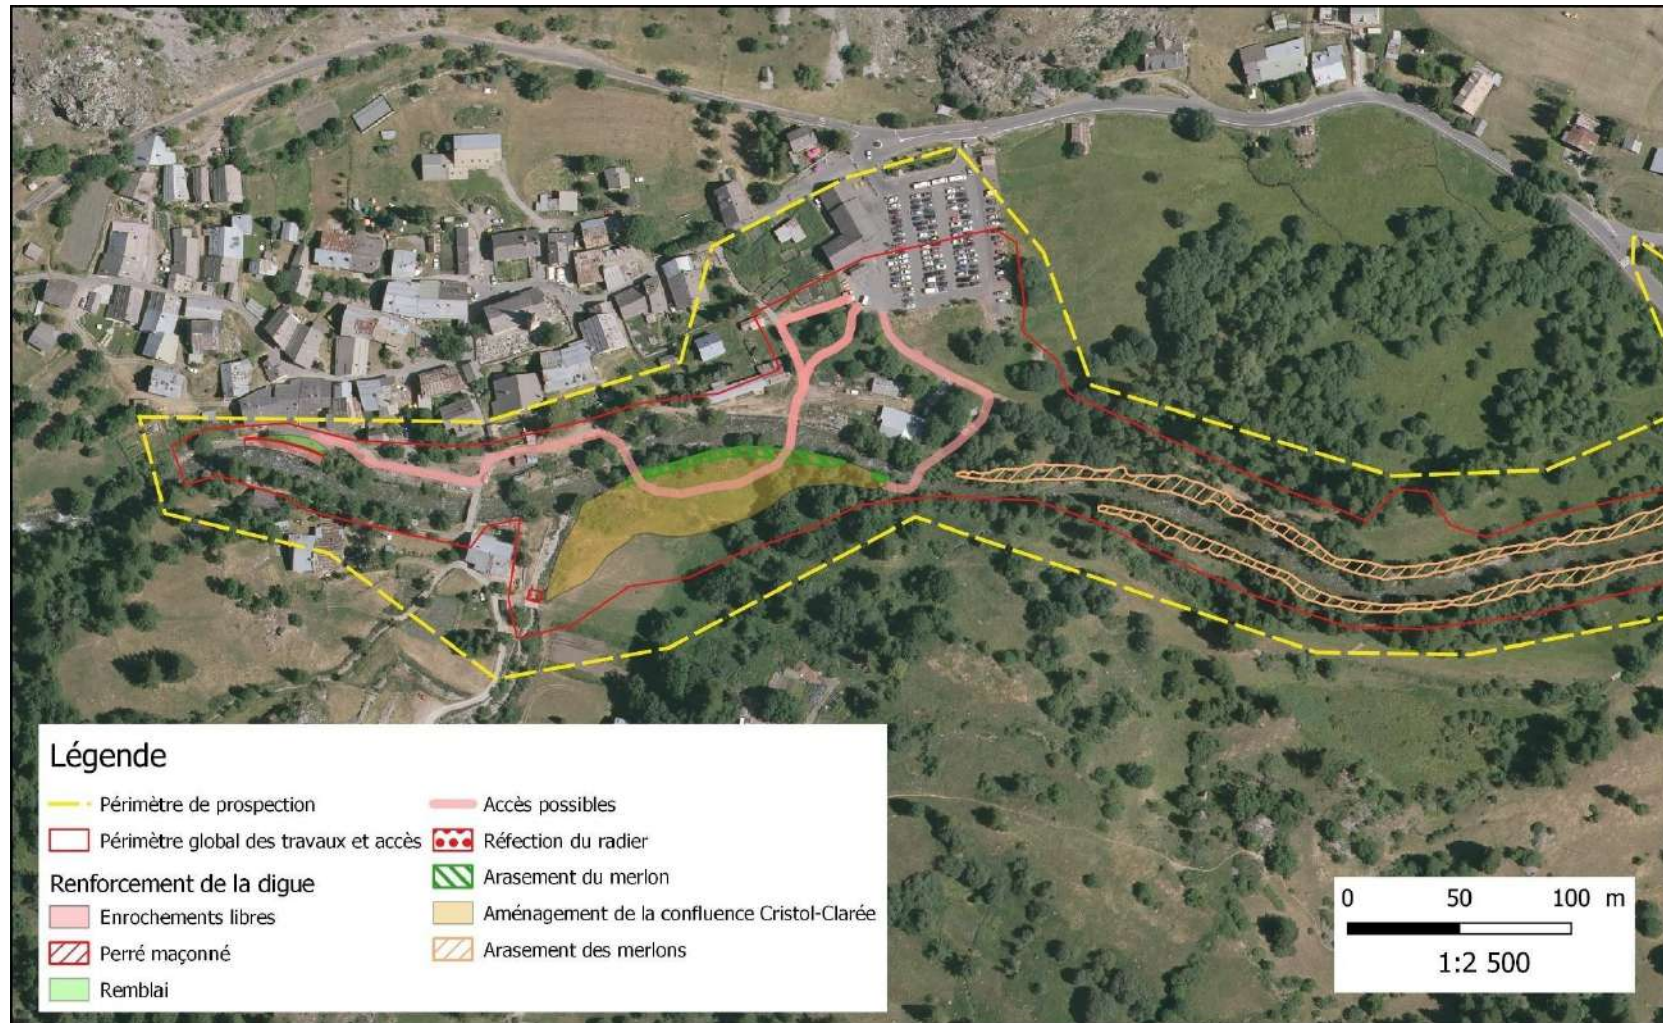 Légende
Périmètre de prospection
Périmètre global des travaux et accès
Renforcement de la digue
Enrochements libres
Perré maçonné
Remblai
Accès possibles
Réfection du radier
Arasement du merlon
Aménagement de la confluence Cristol-Clarée
Arasement des merlons
0 50 100 m
1:2 500